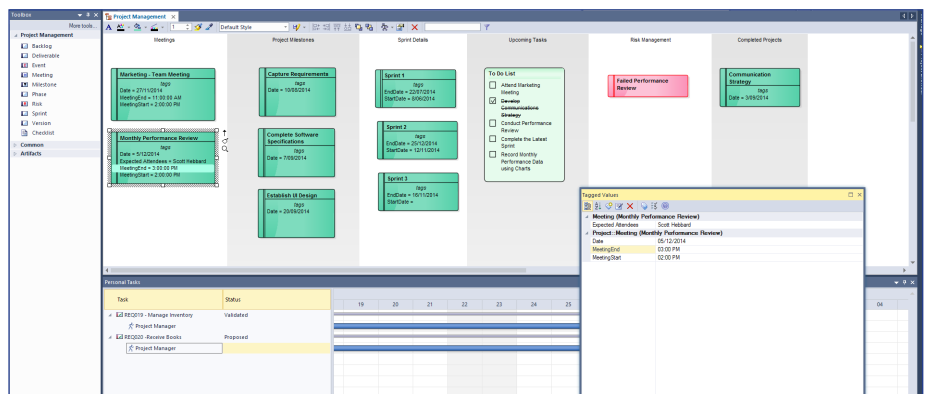 Toolbox
More tools...
Project Management
Backlog
Deliverable
Event
Meeting
Milestone
Phase
Risk
Sprint
Version
Checklist
Common
Artifacts
Project Management
1
Default Style
Meetings
Project Milestones
Sprint Details
Upcoming Tasks
Risk Management
Completed Projects
Marketing - Team Meeting
tags
Date = 27/11/2014
MeetingEnd = 11:00:00 AM
MeetingStart = 2:00:00 PM
Monthly Performance Review
tags
Date = 5/12/2014
Expected Attendees = Scott Hebbard
MeetingEnd = 3:00:00 PM
MeetingStart = 2:00:00 PM
Capture Requirements
tags
Date = 10/08/2014
Complete Software
Specifications
tags
Date = 7/09/2014
Establish UI Design
tags
Date = 20/09/2014
Sprint 1
tags
EndDate = 22/07/2014
StartDate = 6/06/2014
Sprint 2
tags
EndDate = 25/12/2014
StartDate = 12/11/2014
Sprint 3
tags
EndDate = 16/11/2014
StartDate =
To Do List
Attend Marketing
Meeting
Develop
Communications
Strategy
Conduct Performance
Review
Complete the Latest
Sprint
Record Monthly
Performance Data
using Charts
Failed Performance
Review
Communication
Strategy
tags
Date = 3/09/2014
Tagged Values
Meeting (Monthly Performance Review)
Expected Attendees Scott Hebbard
Project::Meeting (Monthly Performance Review)
Date 05/12/2014
MeetingEnd 03:00 PM
MeetingStart 02:00 PM
Personal Tasks
Task Status
19 20 21 22 23 24 25 04
REQ019 - Manage Inventory Validated
Project Manager
REQ020 -Receive Books Proposed
Project Manager